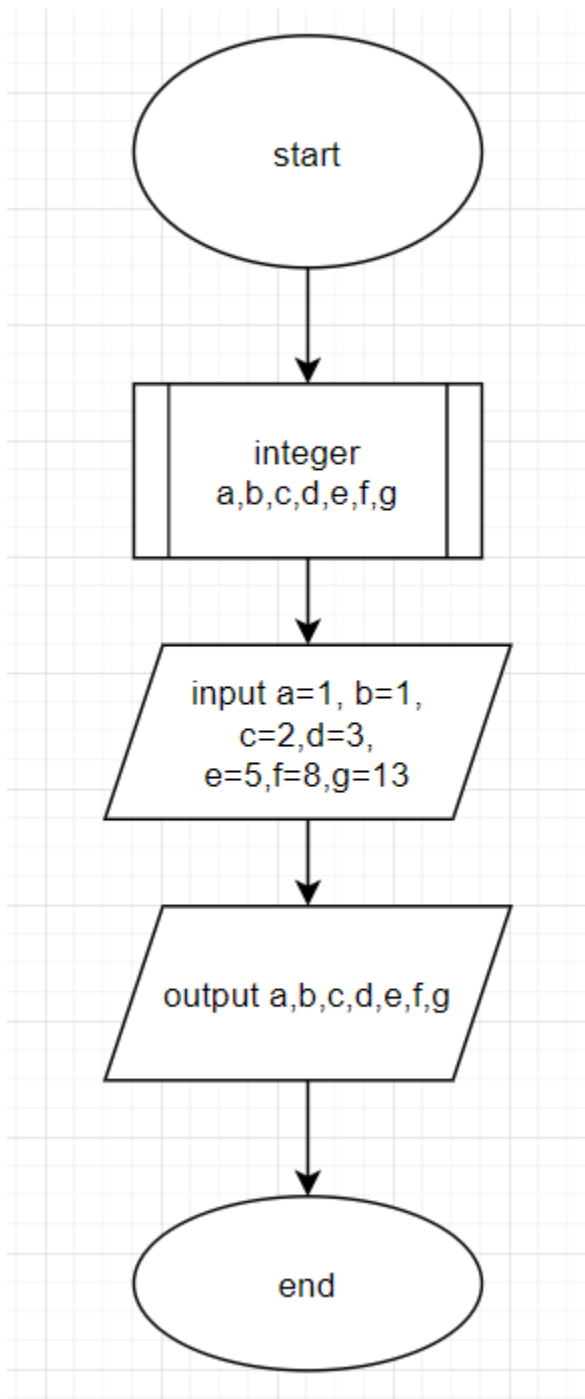 start
integer
a,b,c,d,e,f,g
input a=1, b=1,
c=2,d=3,
e=5,f=8,g=13
output a,b,c,d,e,f,g
end